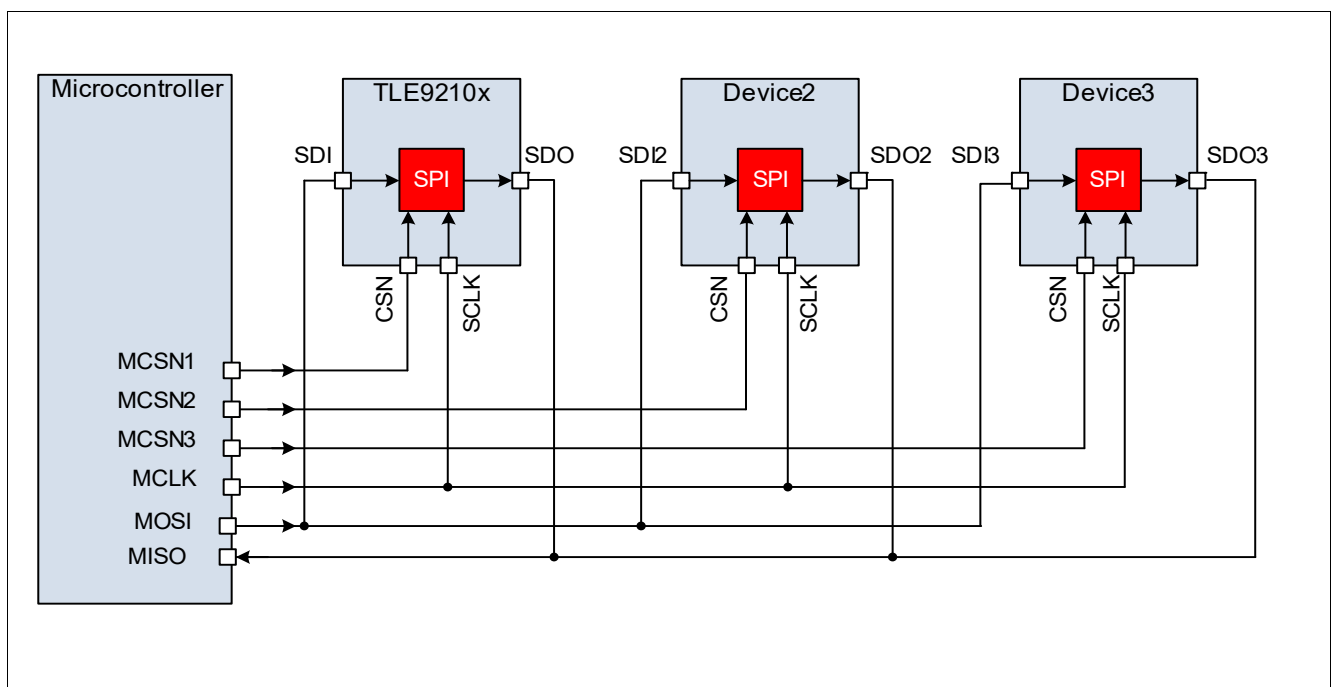 Microcontroller
TLE9210x
Device2
Device3
SDI
SPI
SDO
SDI2
SPI
SDO2
SDI3
SPI
SDO3
CSN
SCLK
CSN
SCLK
CSN
SCLK
MCSN1
MCSN2
MCSN3
MCLK
MOSI
MISO